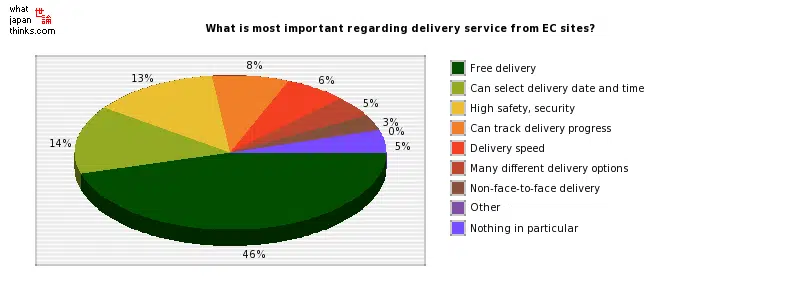 what 世論
japan
thinks.com
What is most important regarding delivery service from EC sites?
8%
6%
13%
5%
3%
0%
14%
5%
46%
Free delivery
Can select delivery date and time
High safety, security
Can track delivery progress
Delivery speed
Many different delivery options
Non-face-to-face delivery
Other
Nothing in particular